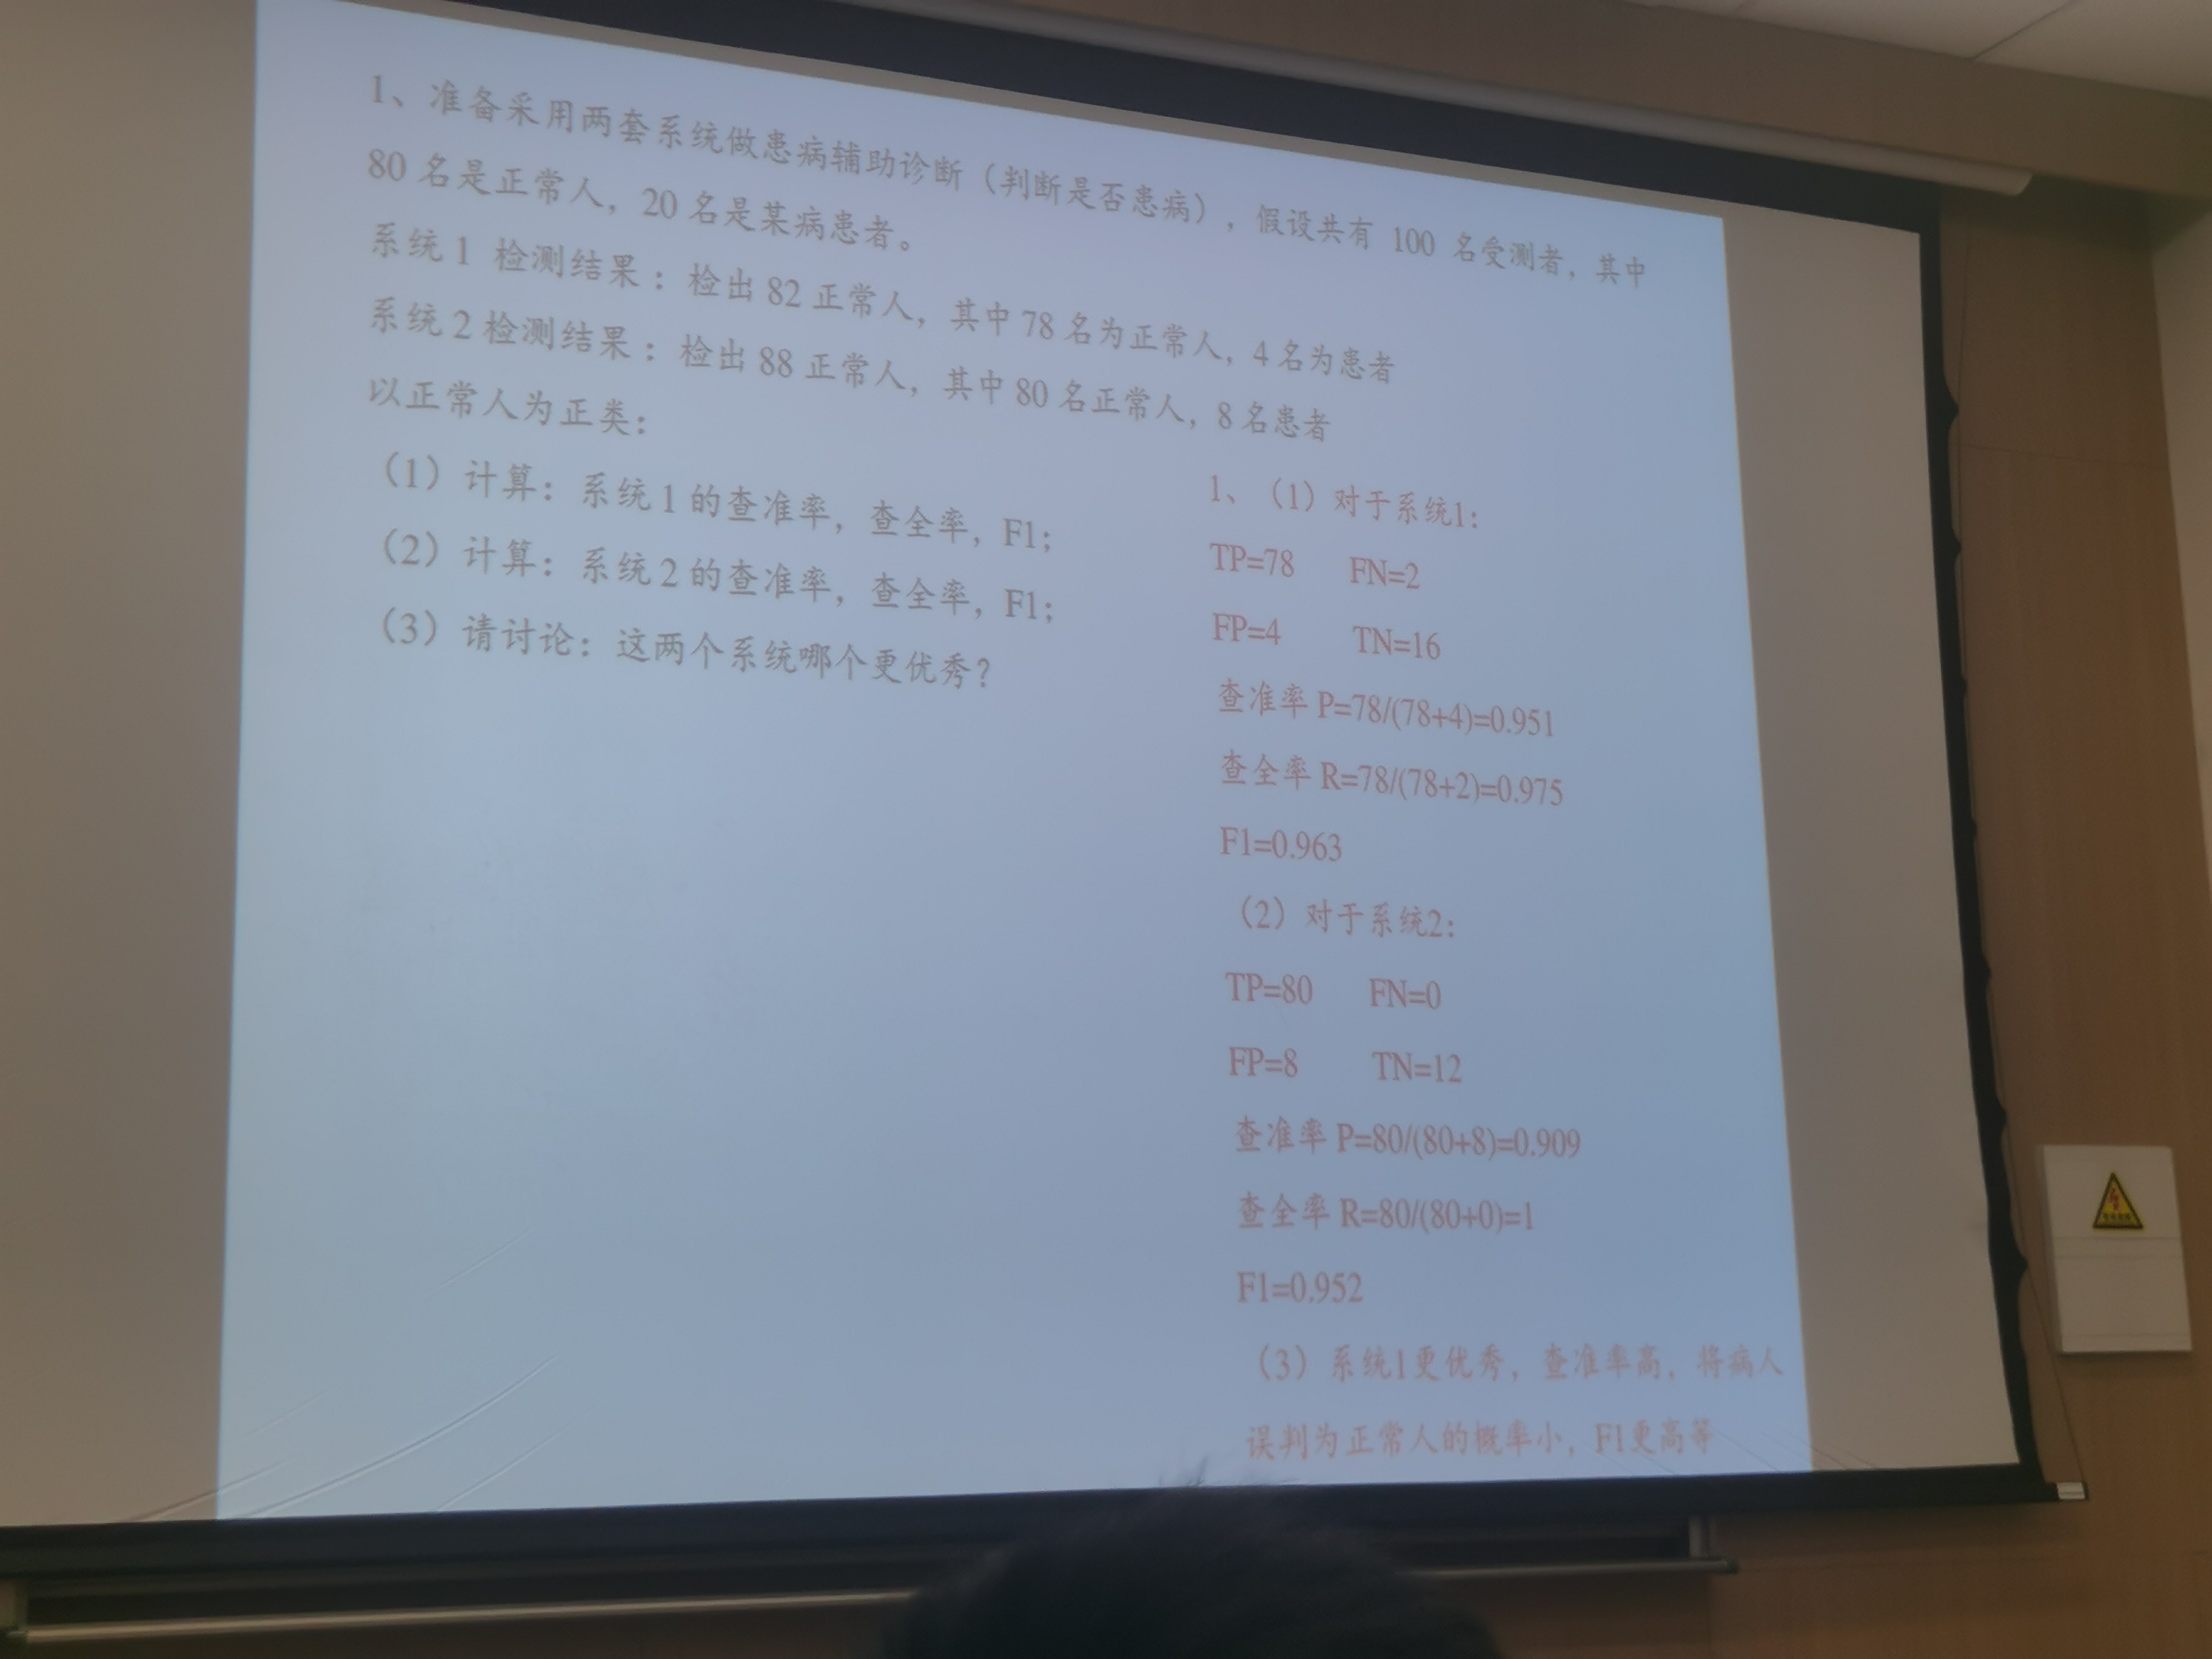 1、准备采用两套系统做患病辅助诊断（判断是否患病），假设共有 100 名受测者，其中
80 名是正常人，20 名是某病患者。
系统1 检测结果：检出 82 正常人，其中 78 名为正常人，4 名为患者
系统2 检测结果：检出 88 正常人，其中 80 名正常人，8 名患者
以正常人为正类：
（1）计算：系统1 的查准率，查全率，F1；
（2）计算：系统2 的查准率，查全率，F1；
（3）请讨论：这两个系统哪个更优秀？
1、（1）对于系统1：
TP=78 FN=2
FP=4 TN=16
查准率 P=78/(78+4)=0.951
查全率 R=78/(78+2)=0.975
F1=0.963
（2）对于系统2：
TP=80 FN=0
FP=8 TN=12
查准率 P=80/(80+8)=0.909
查全率 R=80/(80+0)=1
F1=0.952
（3）系统1更优秀，查准率高，将病人
误判为正常人的概率小，F1更高等